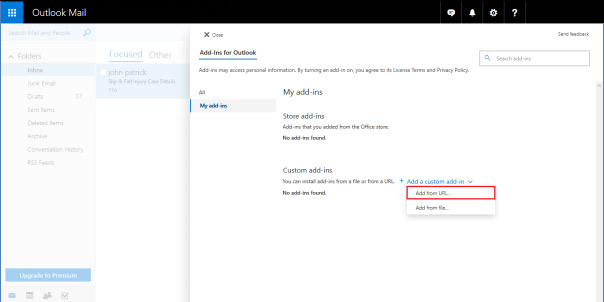 Outlook Mail
?
Search Mail and People
Folders
Inbox
Junk Email
Drafts 37
Sent Items
Deleted Items
Archive
Conversation History
RSS Feeds
Upgrade to Premium
Focused Other
john patrick
Slip & Fall Injury Case Details
Close
Send feedback
Add-Ins for Outlook
Search add-ins
Add-ins may access personal information. By turning an add-in on, you agree to its License Terms and Privacy Policy.
All
My add-ins
My add-ins
Store add-ins
Add-ins that you added from the Office store.
No add-ins found.
Custom add-ins
You can install add-ins from a file or from a URL. + Add a custom add-in
No add-ins found.
Add from URL...
Add from file...